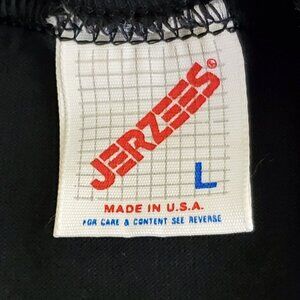 JERZEES®
L
MADE IN U.S.A.
FOR CARE & CONTENT SEE REVERSE